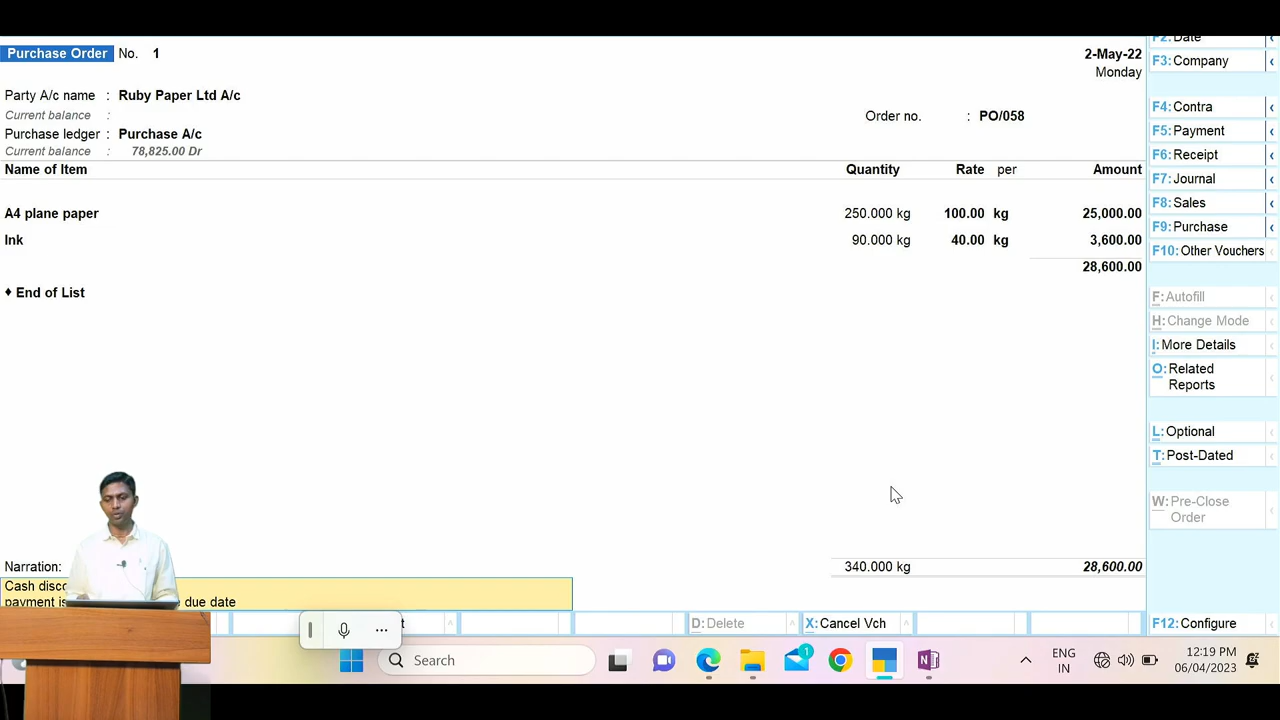 F2: Date
Purchase Order No. 1
2-May-22
F3: Company
Monday
Party A/c name : Ruby Paper Ltd A/c
F4: Contra
Current balance :
Order no. : PO/058
Purchase ledger : Purchase A/c
F5: Payment
Current balance : 78,825.00 Dr
F6: Receipt
Name of Item Quantity Rate per Amount
F7: Journal
F8: Sales
A4 plane paper 250.000 kg 100.00 kg 25,000.00
F9: Purchase
Ink 90.000 kg 40.00 kg 3,600.00
F10: Other Vouchers
28,600.00
♦ End of List
F: Autofill
H: Change Mode
I: More Details
O: Related
Reports
L: Optional
T: Post-Dated
W: Pre-Close
Order
Narration: 340.000 kg 28,600.00
Cash
payment is due date
D: Delete X: Cancel Vch F12: Configure
Search
1
ENG
IN
12:19 PM
06/04/2023